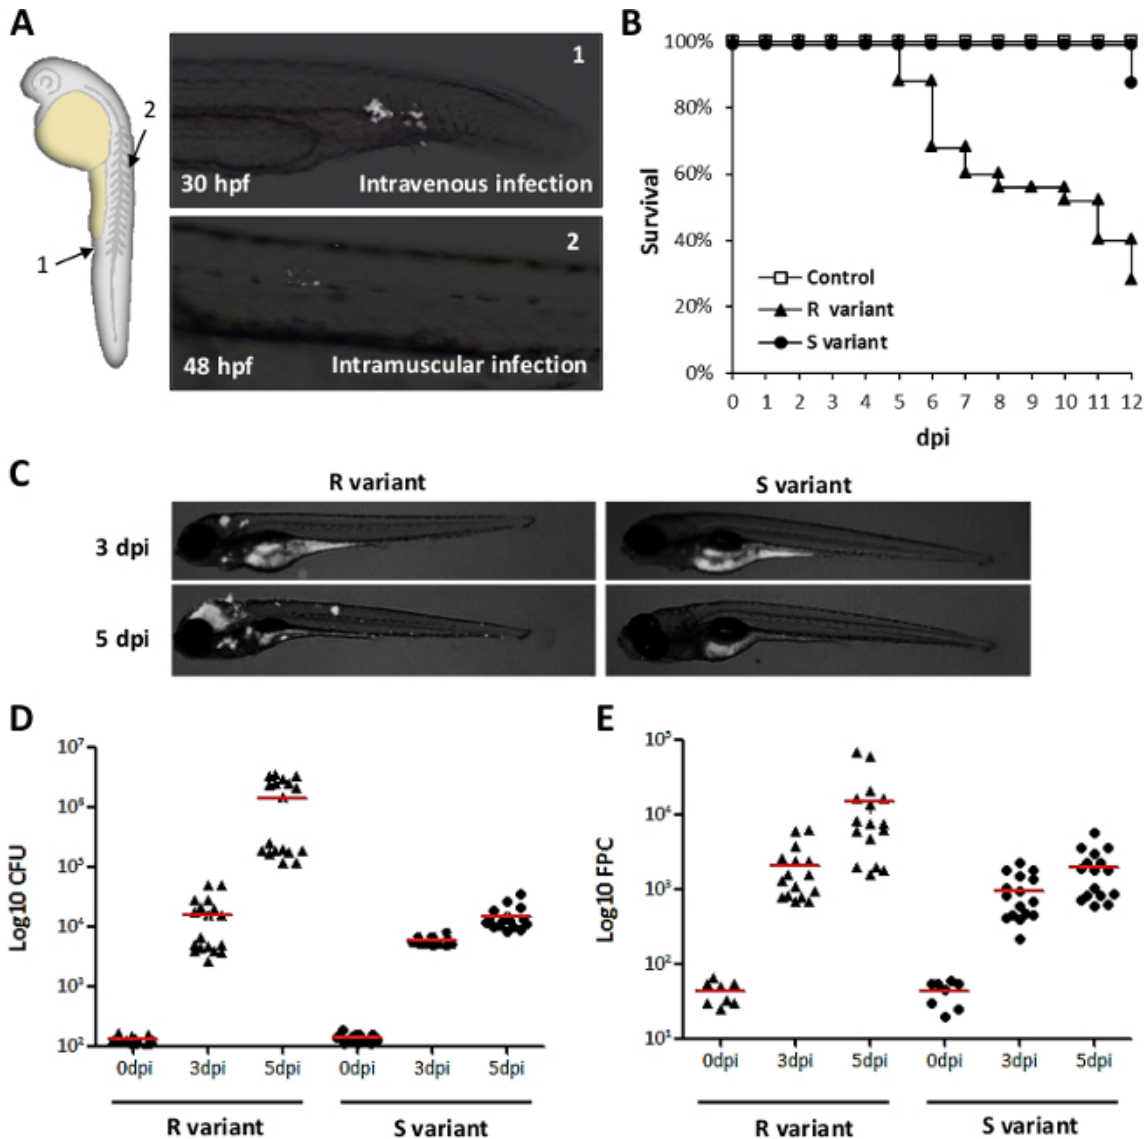 A
1
2
1
30 hpf
Intravenous infection
2
48 hpf
Intramuscular infection
B
100%
80%
60%
40%
20%
0%
Survival
Control
R variant
S variant
0 1 2 3 4 5 6 7 8 9 10 11 12
dpi
C
R variant
S variant
3 dpi
5 dpi
D
10⁷
10⁶
10⁵
10⁴
10³
10²
Log10 CFU
0dpi 3dpi 5dpi 0dpi 3dpi 5dpi
R variant S variant
E
10⁵
10⁴
10³
10²
10¹
Log10 FPC
0dpi 3dpi 5dpi 0dpi 3dpi 5dpi
R variant S variant